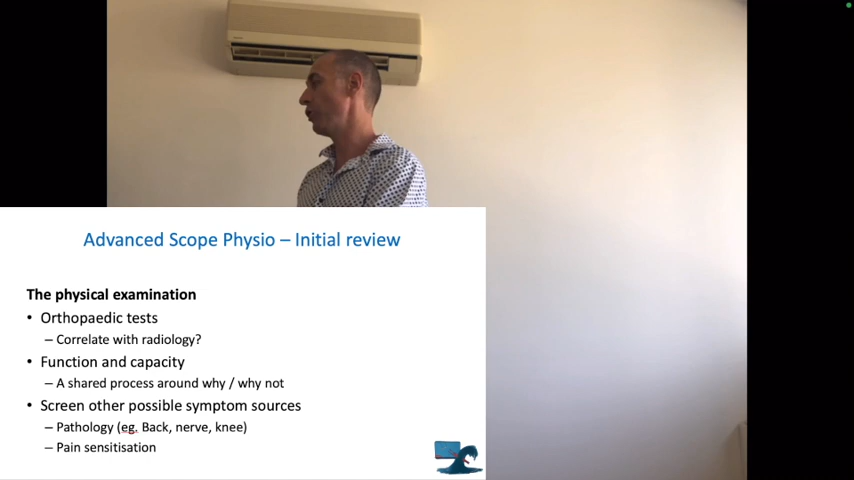 Advanced Scope Physio – Initial review
The physical examination
• Orthopaedic tests
– Correlate with radiology?
• Function and capacity
– A shared process around why / why not
• Screen other possible symptom sources
– Pathology (eg. Back, nerve, knee)
– Pain sensitisation